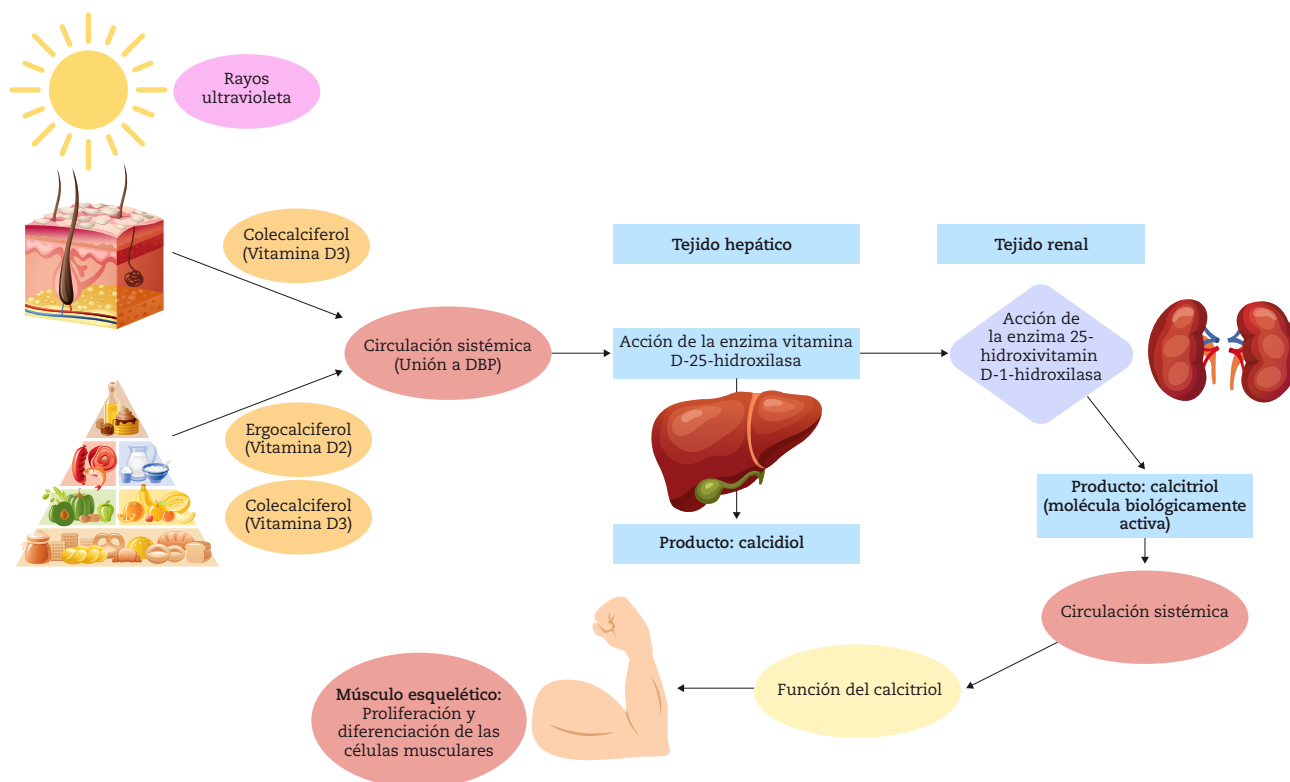 Rayos
ultravioleta
Colecalciferol
(Vitamina D3)
Tejido hepático
Tejido renal
Circulación sistémica
(Unión a DBP)
Acción de la enzima vitamina
D-25-hidroxilasa
Acción de
la enzima 25-
hidroxivitamin
D-1-hidroxilasa
Ergocalciferol
(Vitamina D2)
Colecalciferol
(Vitamina D3)
Producto: calcidiol
Producto: calcitriol
(molécula biológicamente
activa)
Circulación sistémica
Función del calcitriol
Músculo esquelético:
Proliferación y
diferenciación de las
células musculares